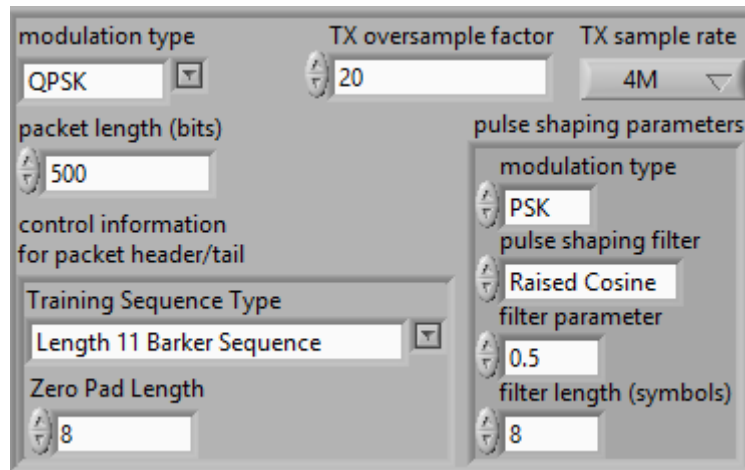 modulation type
QPSK
TX oversample factor
20
TX sample rate
4M
packet length (bits)
500
control information
for packet header/tail
Training Sequence Type
Length 11 Barker Sequence
Zero Pad Length
8
pulse shaping parameters
modulation type
PSK
pulse shaping filter
Raised Cosine
filter parameter
0.5
filter length (symbols)
8